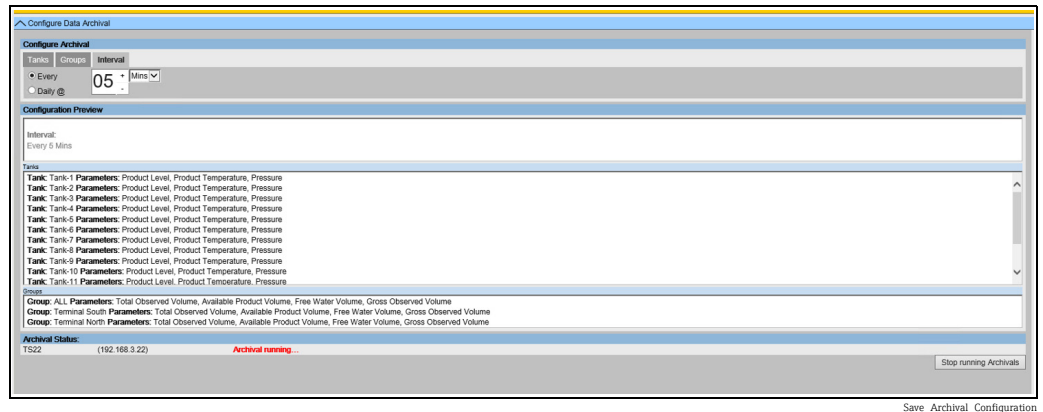 Configure Data Archival
Configure Archival
Tanks Groups Interval
Every
05 + Mins
Daily @ -
Configuration Preview
Interval:
Every 5 Mins
Tanks
Tank: Tank-1 Parameters: Product Level, Product Temperature, Pressure
Tank: Tank-2 Parameters: Product Level, Product Temperature, Pressure
Tank: Tank-3 Parameters: Product Level, Product Temperature, Pressure
Tank: Tank-4 Parameters: Product Level, Product Temperature, Pressure
Tank: Tank-5 Parameters: Product Level, Product Temperature, Pressure
Tank: Tank-6 Parameters: Product Level, Product Temperature, Pressure
Tank: Tank-7 Parameters: Product Level, Product Temperature, Pressure
Tank: Tank-8 Parameters: Product Level, Product Temperature, Pressure
Tank: Tank-9 Parameters: Product Level, Product Temperature, Pressure
Tank: Tank-10 Parameters: Product Level, Product Temperature, Pressure
Tank: Tank-11 Parameters: Product Level, Product Temperature, Pressure
Groups
Group: ALL Parameters: Total Observed Volume, Available Product Volume, Free Water Volume, Gross Observed Volume
Group: Terminal South Parameters: Total Observed Volume, Available Product Volume, Free Water Volume, Gross Observed Volume
Group: Terminal North Parameters: Total Observed Volume, Available Product Volume, Free Water Volume, Gross Observed Volume
Archival Status:
TS22 (192.168.3.22) Archival running...
Stop running Archivals
Save Archival Configuration